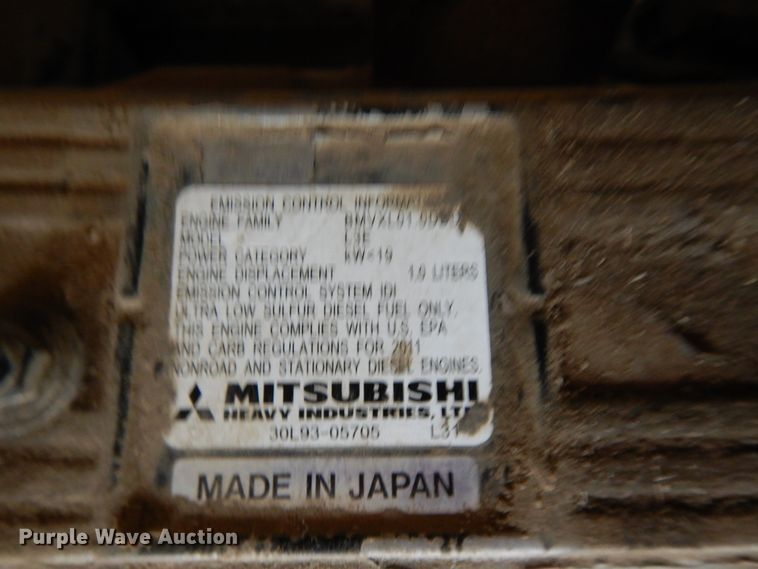 EMISSION CONTROL
ENGINE FAMILY
MODEL L3E
POWER CATEGORY kW<19
ENGINE DISPLACEMENT 1.0 LITERS
EMISSION CONTROL SYSTEM IDI
ULTRA LOW SULFUR DIESEL FUEL ONLY.
THIS ENGINE COMPLIES WITH U.S. EPA
AND CARB REGULATIONS FOR 2011
NONROAD AND STATIONARY DIESEL ENGINES.
MITSUBISHI
HEAVY INDUSTRIES,
30L93-05705
MADE IN JAPAN
Purple Wave Auction